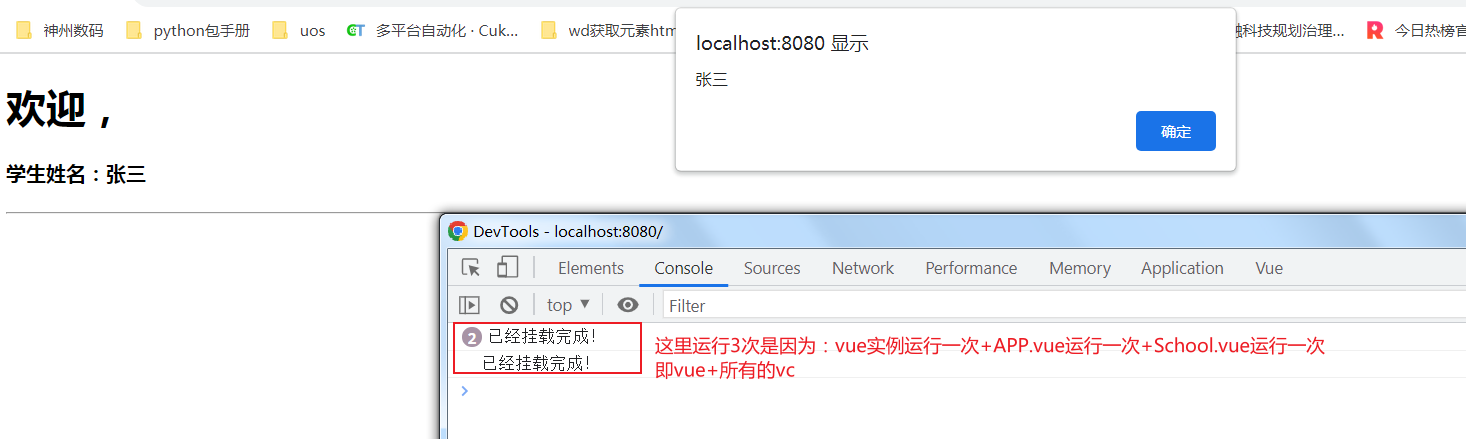 神州数码 python包手册 uos 多平台自动化 · Cuk... wd获取元素htm 融科技规划治理... 今日热榜官
localhost:8080 显示
张三
确定
欢迎，
学生姓名：张三
DevTools - localhost:8080/
Elements Console Sources Network Performance Memory Application Vue
top ▼ Filter
2 已经挂载完成!
已经挂载完成!
这里运行3次是因为：vue实例运行一次+APP.vue运行一次+School.vue运行一次
即vue+所有的vc